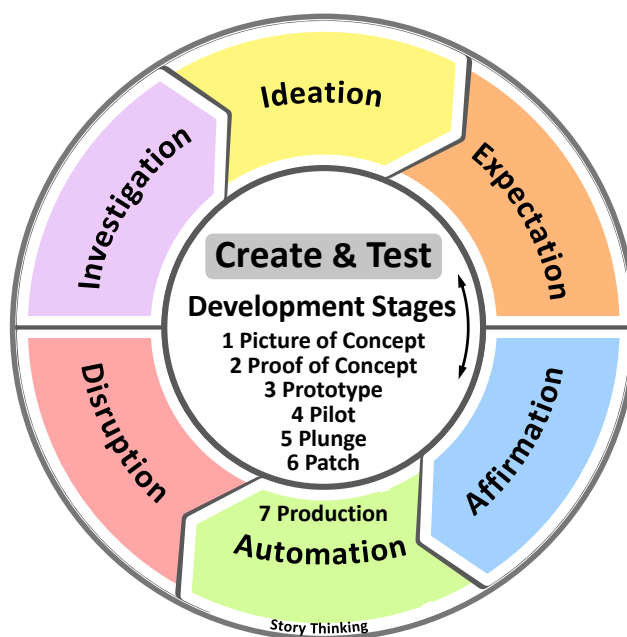 Ideation
Investigation
Expectation
Create & Test
Development Stages
1 Picture of Concept
2 Proof of Concept
3 Prototype
4 Pilot
5 Plunge
6 Patch
Disruption
Affirmation
7 Production
Automation
Story Thinking